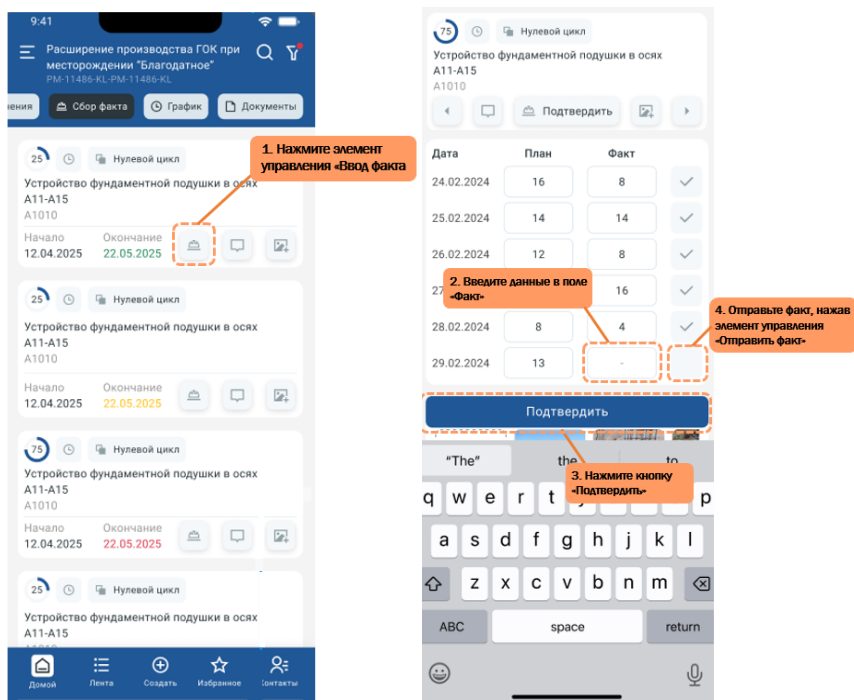 9:41
Расширение производства ГОК при
месторождении "Благодатное"
PM-11486-KL-PM-11486-KL
Сбор факта
График
Документы
25
Нулевой цикл
Устройство фундаментной подушки в осях
А11-А15
А1010
Начало
Окончание
12.04.2025
22.05.2025
25
Нулевой цикл
Устройство фундаментной подушки в осях
А11-А15
А1010
Начало
Окончание
12.04.2025
22.05.2025
75
Нулевой цикл
Устройство фундаментной подушки в осях
А11-А15
А1010
Начало
Окончание
12.04.2025
22.05.2025
25
Нулевой цикл
Устройство фундаментной подушки в осях
А11-А15
Домой
Лента
Создать
Избранное
1. Нажмите элемент
управления «Ввод факта
75
Нулевой цикл
Устройство фундаментной подушки в осях
А11-А15
А1010
Подтвердить
Дата План Факт
24.02.2024 16 8
25.02.2024 14 14
26.02.2024 12 8
16
28.02.2024 8 4
29.02.2024 13 -
2. Введите данные в поле
«Факт»
4. Отправьте факт, нажав
элемент управления
«Отправить факт»
Подтвердить
3. Нажмите кнопку
«Подтвердить»
"The" the to
q w e r t p
a s d f g h j k l
z x c v b n m
ABC space return